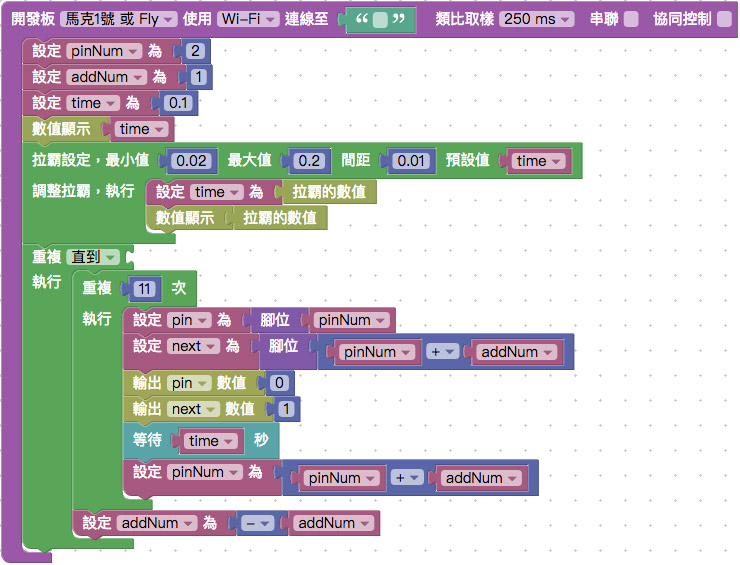 開發板 馬克1號 或 Fly 使用 Wi-Fi 連線至 “ ” 類比取樣 250 ms 串聯 協同控制
設定 pinNum 為 2
設定 addNum 為 1
設定 time 為 0.1
數值顯示 time
拉霸設定，最小值 0.02 最大值 0.2 間距 0.01 預設值 time
調整拉霸，執行 設定 time 為 拉霸的數值
數值顯示 拉霸的數值
重複 直到
執行 重複 11 次
執行 設定 pin 為 腳位 pinNum
設定 next 為 腳位 pinNum + addNum
輸出 pin 數值 0
輸出 next 數值 1
等待 time 秒
設定 pinNum 為 pinNum + addNum
設定 addNum 為 - addNum